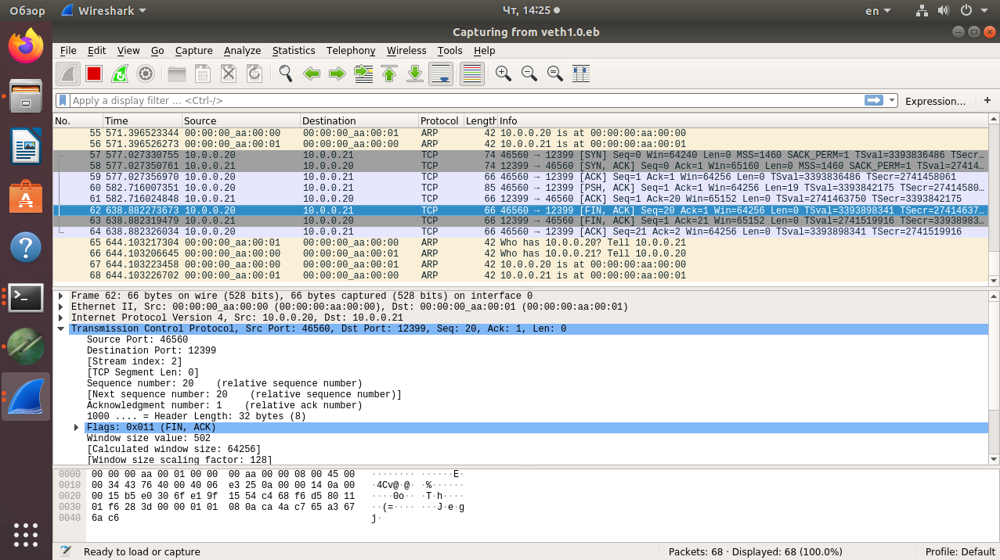 Обзор Wireshark Чт, 14:25 en
Capturing from veth1.0.eb
File Edit View Go Capture Analyze Statistics Telephony Wireless Tools Help
Apply a display filter ... <Ctrl-/> Expression... +
No. Time Source Destination Protocol Length Info
55 571.396523344 00:00:00_aa:00:00 00:00:00_aa:00:01 ARP 42 10.0.0.20 is at 00:00:00:aa:00:00
56 571.396526273 00:00:00_aa:00:01 00:00:00_aa:00:00 ARP 42 10.0.0.21 is at 00:00:00:aa:00:01
57 577.027330755 10.0.0.20 10.0.0.21 TCP 74 46560 → 12399 [SYN] Seq=0 Win=64240 Len=0 MSS=1460 SACK_PERM=1 TSval=3393836486 TSecr…
58 577.027350761 10.0.0.21 10.0.0.20 TCP 74 12399 → 46560 [SYN, ACK] Seq=0 Ack=1 Win=65160 Len=0 MSS=1460 SACK_PERM=1 TSval=27414…
59 577.027356970 10.0.0.20 10.0.0.21 TCP 66 46560 → 12399 [ACK] Seq=1 Ack=1 Win=64256 Len=0 TSval=3393836486 TSecr=2741458061
60 582.716007351 10.0.0.20 10.0.0.21 TCP 85 46560 → 12399 [PSH, ACK] Seq=1 Ack=1 Win=64256 Len=19 TSval=3393842175 TSecr=27414580…
61 582.716024848 10.0.0.21 10.0.0.20 TCP 66 12399 → 46560 [ACK] Seq=1 Ack=20 Win=65152 Len=0 TSval=2741463750 TSecr=3393842175
62 638.882273673 10.0.0.20 10.0.0.21 TCP 66 46560 → 12399 [FIN, ACK] Seq=20 Ack=1 Win=64256 Len=0 TSval=3393898341 TSecr=27414637…
63 638.882319479 10.0.0.21 10.0.0.20 TCP 66 12399 → 46560 [FIN, ACK] Seq=1 Ack=21 Win=65152 Len=0 TSval=2741519916 TSecr=33938983…
64 638.882326034 10.0.0.20 10.0.0.21 TCP 66 46560 → 12399 [ACK] Seq=21 Ack=2 Win=64256 Len=0 TSval=3393898341 TSecr=2741519916
65 644.103217304 00:00:00_aa:00:01 00:00:00_aa:00:00 ARP 42 Who has 10.0.0.20? Tell 10.0.0.21
66 644.103206645 00:00:00_aa:00:00 00:00:00_aa:00:01 ARP 42 Who has 10.0.0.21? Tell 10.0.0.20
67 644.103223458 00:00:00_aa:00:00 00:00:00_aa:00:01 ARP 42 10.0.0.20 is at 00:00:00:aa:00:00
68 644.103226702 00:00:00_aa:00:01 00:00:00_aa:00:00 ARP 42 10.0.0.21 is at 00:00:00:aa:00:01
Frame 62: 66 bytes on wire (528 bits), 66 bytes captured (528 bits) on interface 0
Ethernet II, Src: 00:00:00_aa:00:00 (00:00:00:aa:00:00), Dst: 00:00:00_aa:00:01 (00:00:00:aa:00:01)
Internet Protocol Version 4, Src: 10.0.0.20, Dst: 10.0.0.21
Transmission Control Protocol, Src Port: 46560, Dst Port: 12399, Seq: 20, Ack: 1, Len: 0
Source Port: 46560
Destination Port: 12399
[Stream index: 2]
[TCP Segment Len: 0]
Sequence number: 20 (relative sequence number)
[Next sequence number: 20 (relative sequence number)]
Acknowledgment number: 1 (relative ack number)
1000 .... = Header Length: 32 bytes (8)
Flags: 0x011 (FIN, ACK)
Window size value: 502
[Calculated window size: 64256]
[Window size scaling factor: 128]
0000 00 00 00 aa 00 01 00 00 00 aa 00 00 08 00 45 00 ········ ······E·
0010 00 34 43 76 40 00 40 06 e3 25 0a 00 00 14 0a 00 ·4Cv@·@· ·%······
0020 00 15 b5 e0 30 6f e1 9f 15 54 c4 68 f6 d5 80 11 ····0o·· ·T·h····
0030 01 f6 28 3d 00 00 01 01 08 0a ca 4a c7 65 a3 67 ··(=···· ···J·e·g
0040 6a c6 j·
Ready to load or capture Packets: 68 · Displayed: 68 (100.0%) Profile: Default